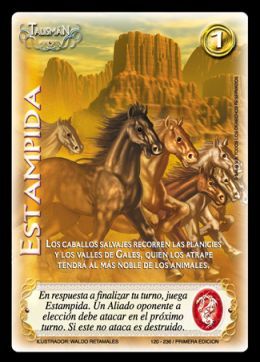 TALISMÁN
1
ESTAMPIDA
LOS CABALLOS SALVAJES RECORREN LAS PLANICIES
Y LOS VALLES DE GALES, QUIEN LOS ATRAPE
TENDRÁ AL MÁS NOBLE DE LOS ANIMALES.
En respuesta a finalizar tu turno, juega
Estampida. Un Aliado oponente a
elección debe atacar en el próximo
turno. Si este no ataca es destruido.
ILUSTRADOR: WALDO RETAMALES
120 - 236 / PRIMERA EDICION